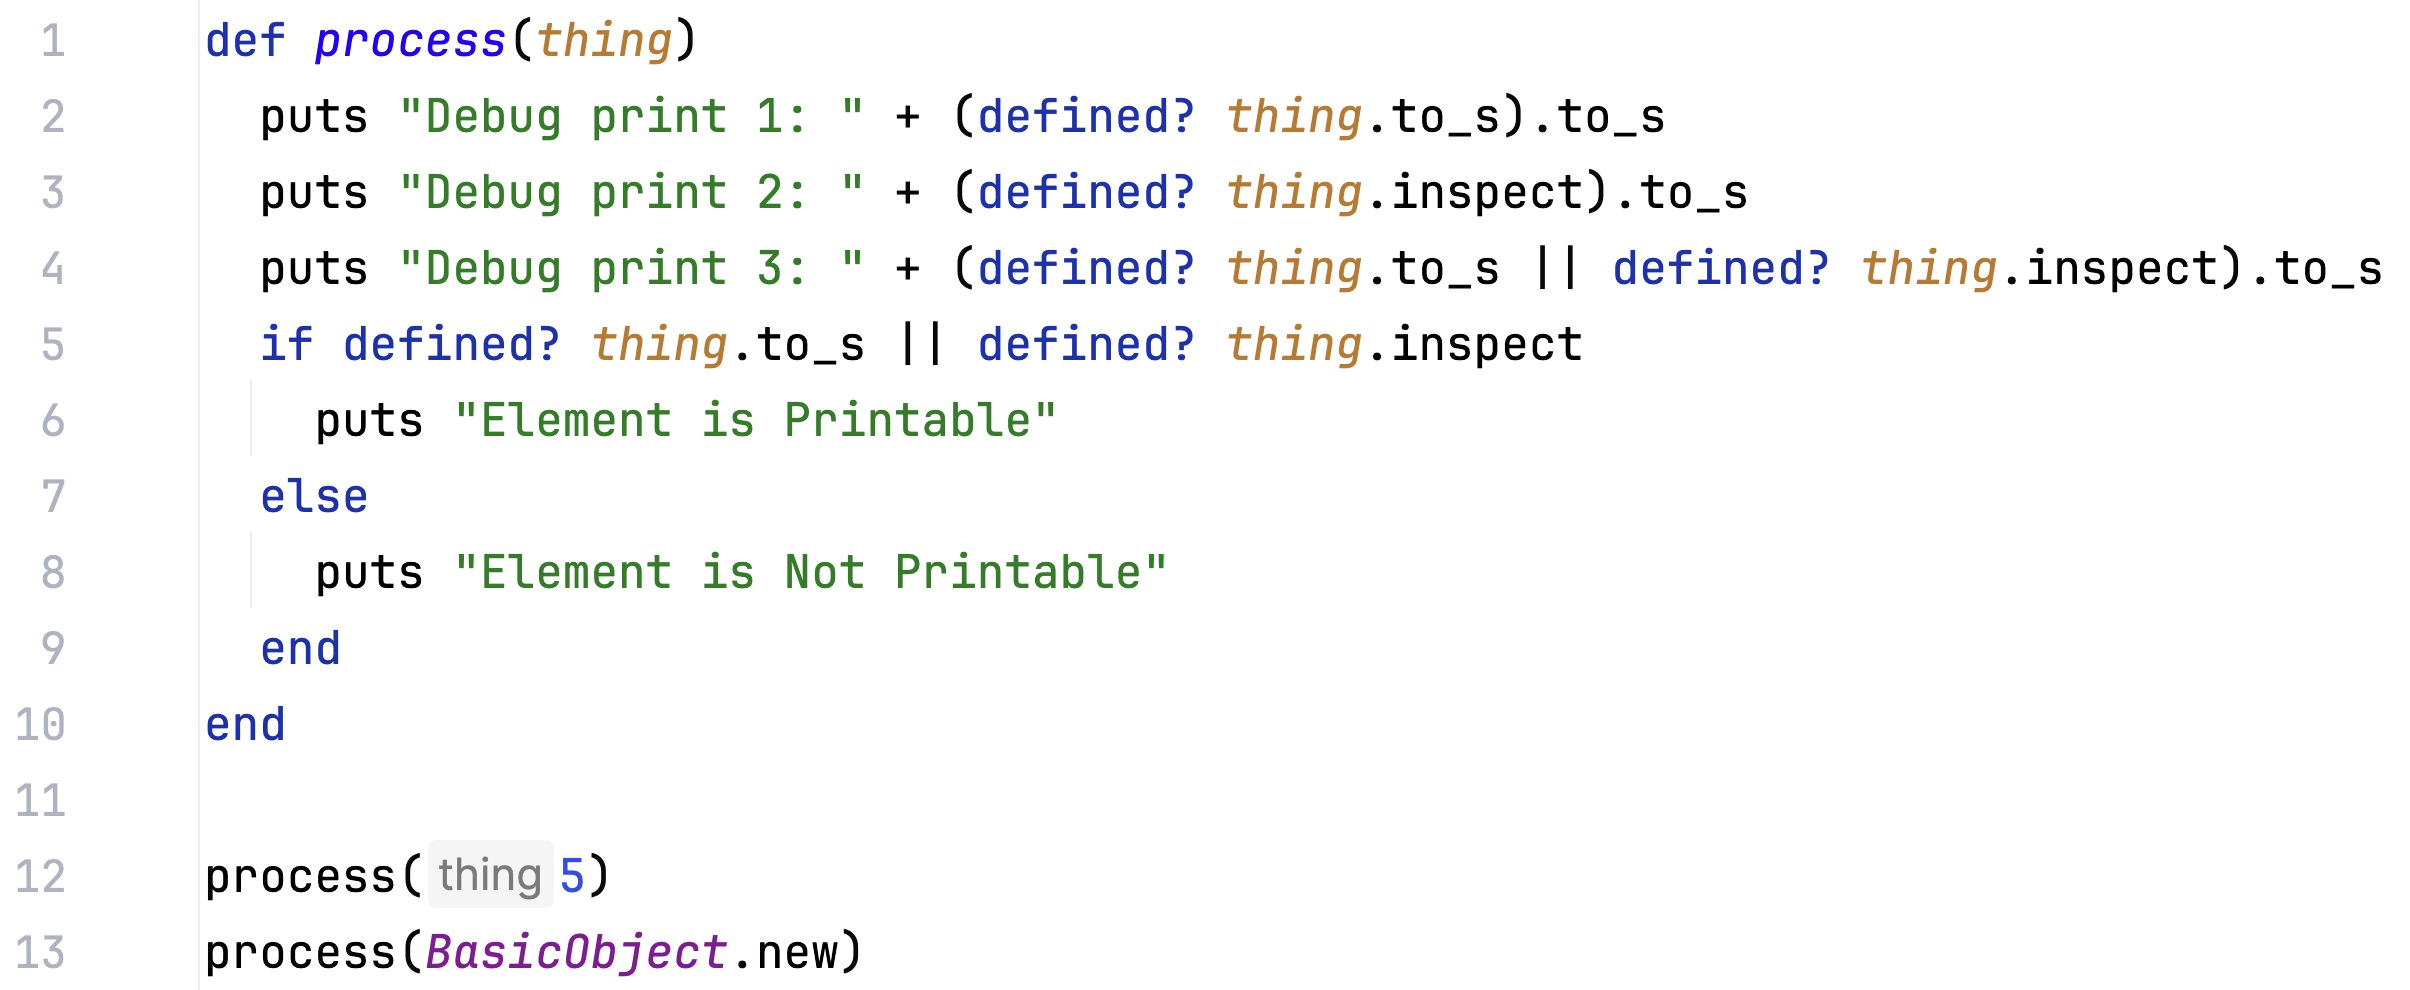 1 def process(thing)
2   puts "Debug print 1: " + (defined? thing.to_s).to_s
3   puts "Debug print 2: " + (defined? thing.inspect).to_s
4   puts "Debug print 3: " + (defined? thing.to_s || defined? thing.inspect).to_s
5   if defined? thing.to_s || defined? thing.inspect
6     puts "Element is Printable"
7   else
8     puts "Element is Not Printable"
9   end
10 end
11
12 process(thing 5)
13 process(BasicObject.new)